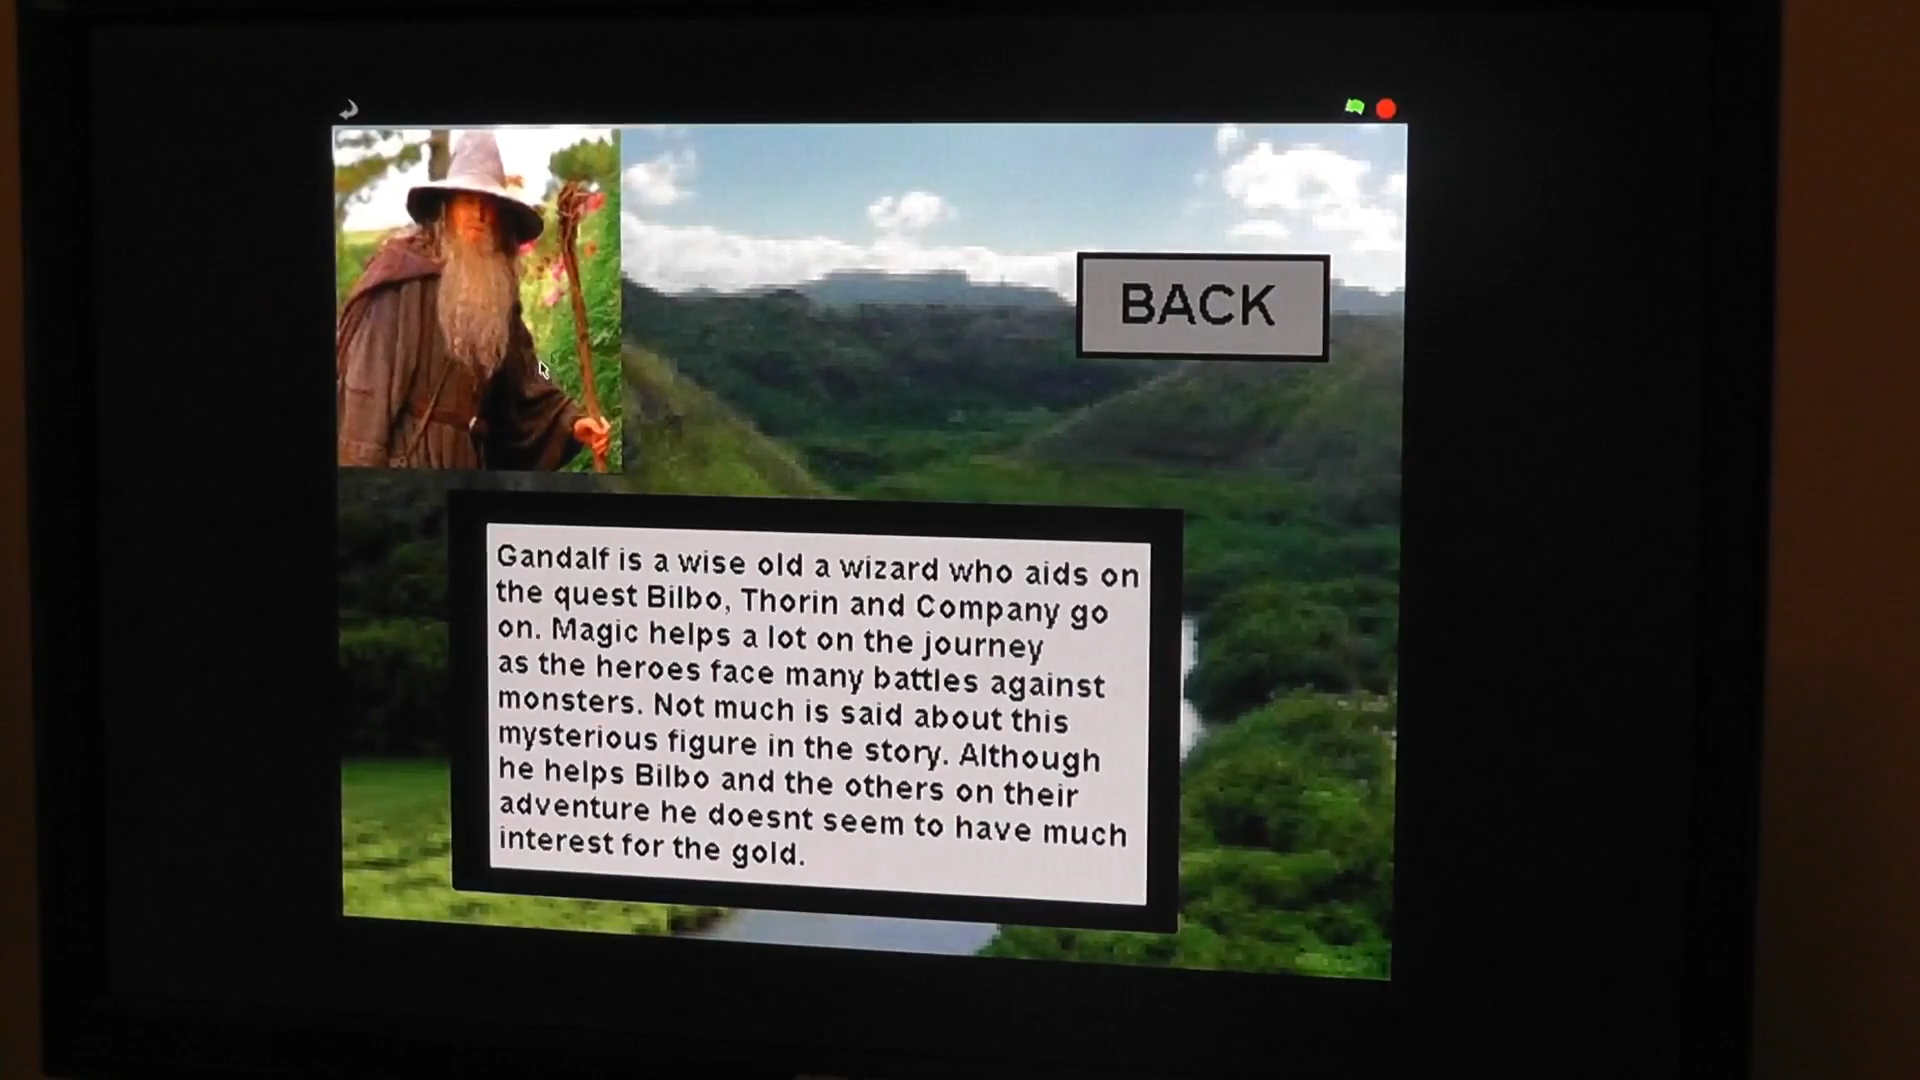 BACK
Gandalf is a wise old a wizard who aids on
the quest Bilbo, Thorin and Company go
on. Magic helps a lot on the journey
as the heroes face many battles against
monsters. Not much is said about this
mysterious figure in the story. Although
he helps Bilbo and the others on their
adventure he doesnt seem to have much
interest for the gold.